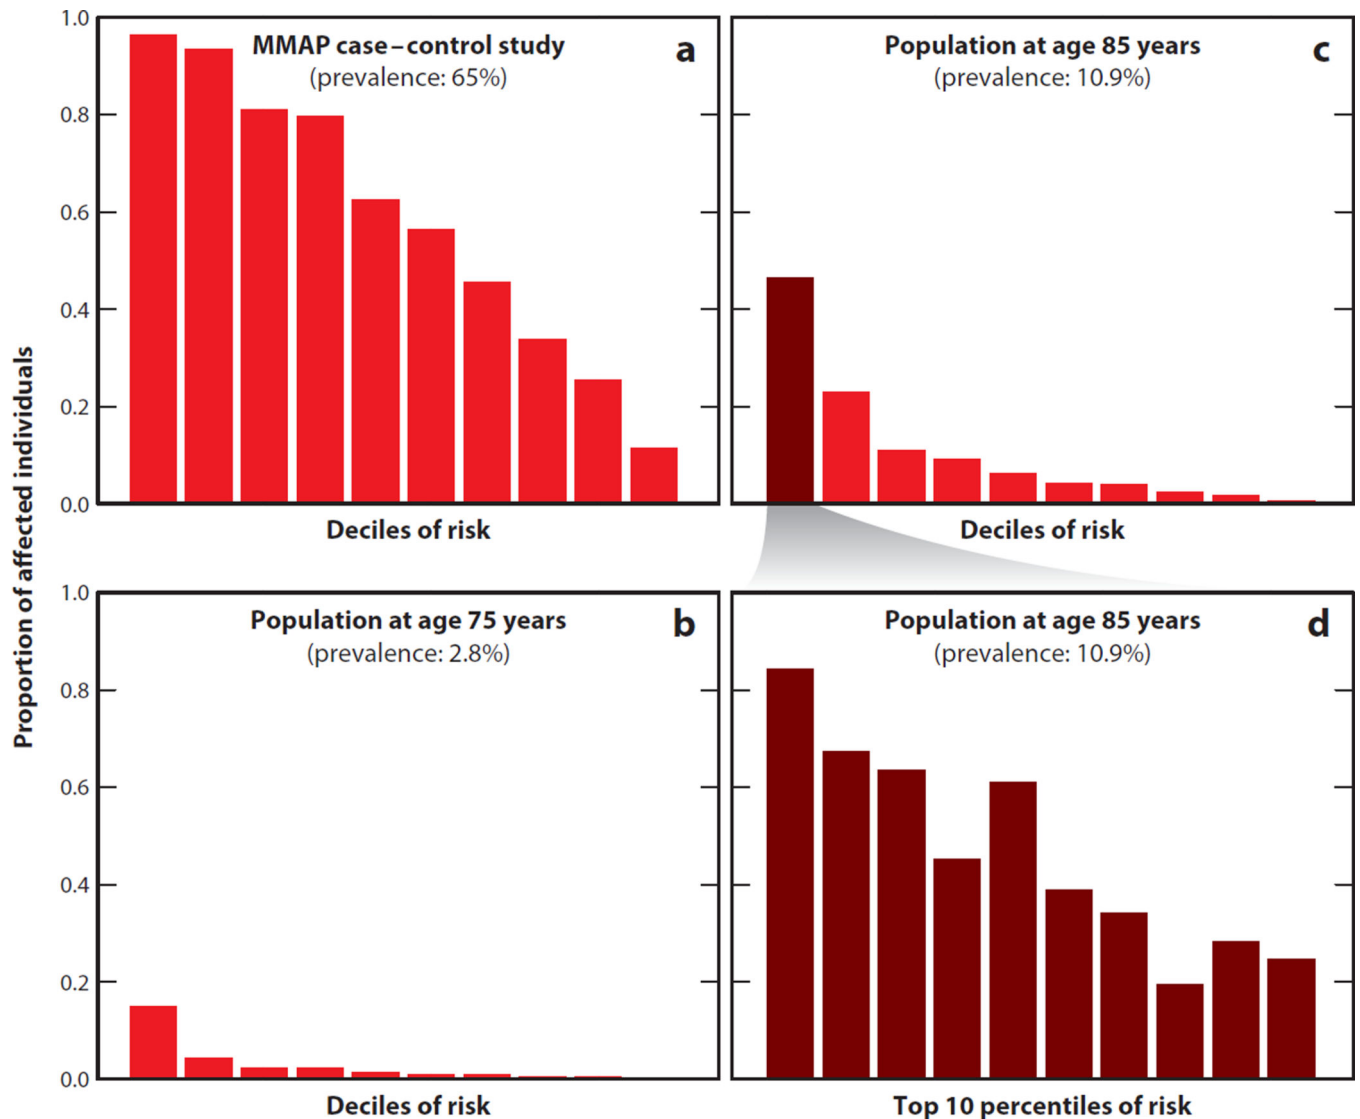 Proportion of affected individuals
1.0
0.8
0.6
0.4
0.2
0.0
MMAP case–control study
(prevalence: 65%)
a
Deciles of risk
Population at age 85 years
(prevalence: 10.9%)
c
Deciles of risk
1.0
0.8
0.6
0.4
0.2
0.0
Population at age 75 years
(prevalence: 2.8%)
b
Deciles of risk
Population at age 85 years
(prevalence: 10.9%)
d
Top 10 percentiles of risk